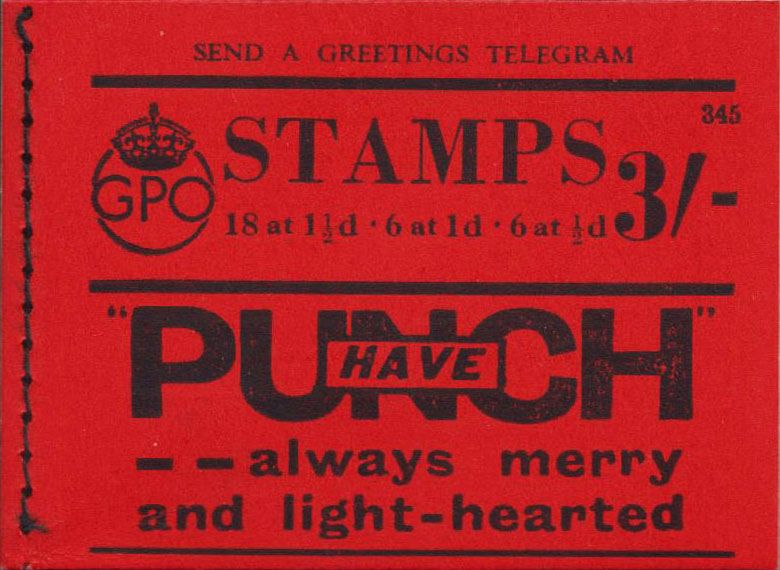 SEND A GREETINGS TELEGRAM
345
GPO
STAMPS 3/-
18 at 1½d · 6 at 1d · 6 at ½d
"PUNCH"
HAVE
--always merry
and light-hearted